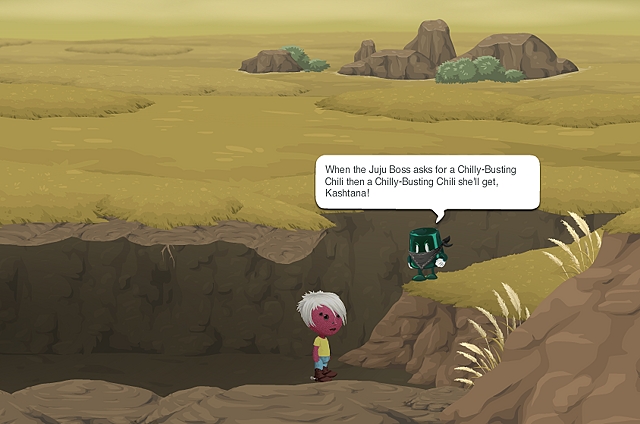 When the Juju Boss asks for a Chilly-Busting
Chili then a Chilly-Busting Chili she'll get,
Kashtana!